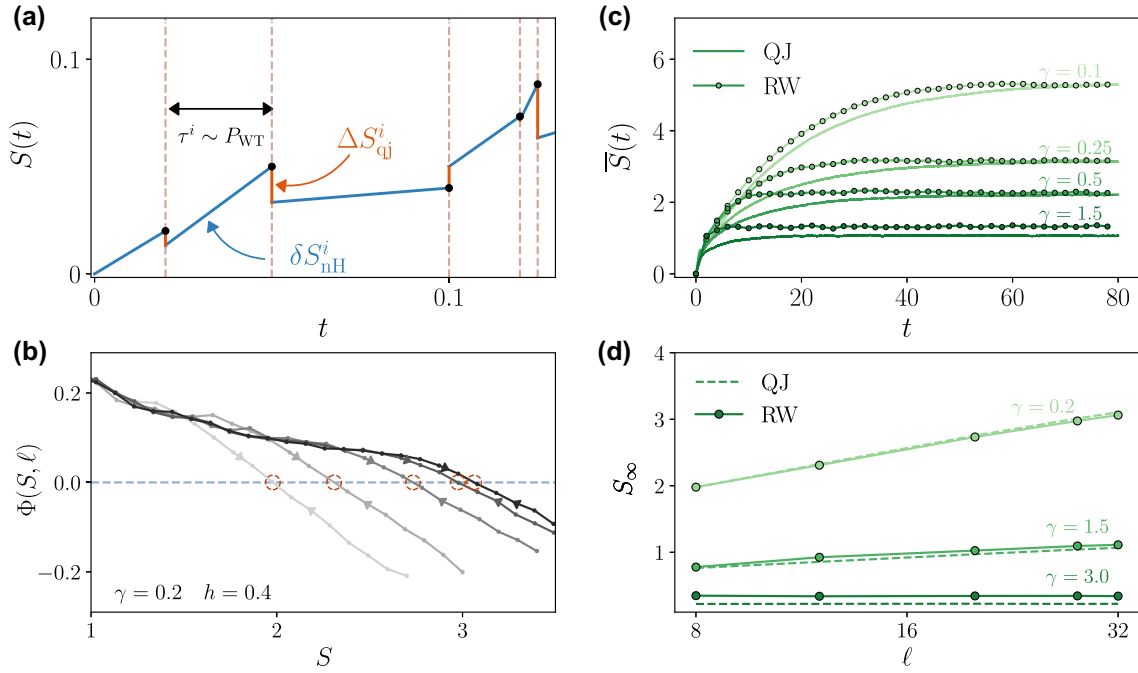 (a)
0.1
S(t)
τ^i ∼ P_WT
ΔS^i_qj
δS^i_nH
0
0
0.1
t
(c)
6
4
2
0
S̅(t)
QJ
RW
γ = 0.1
γ = 0.25
γ = 0.5
γ = 1.5
0
20
40
60
80
t
(b)
0.2
0.0
−0.2
Φ(S, ℓ)
γ = 0.2 h = 0.4
1
2
3
S
(d)
4
3
2
1
S_∞
QJ
RW
γ = 0.2
γ = 1.5
γ = 3.0
8
16
32
ℓ